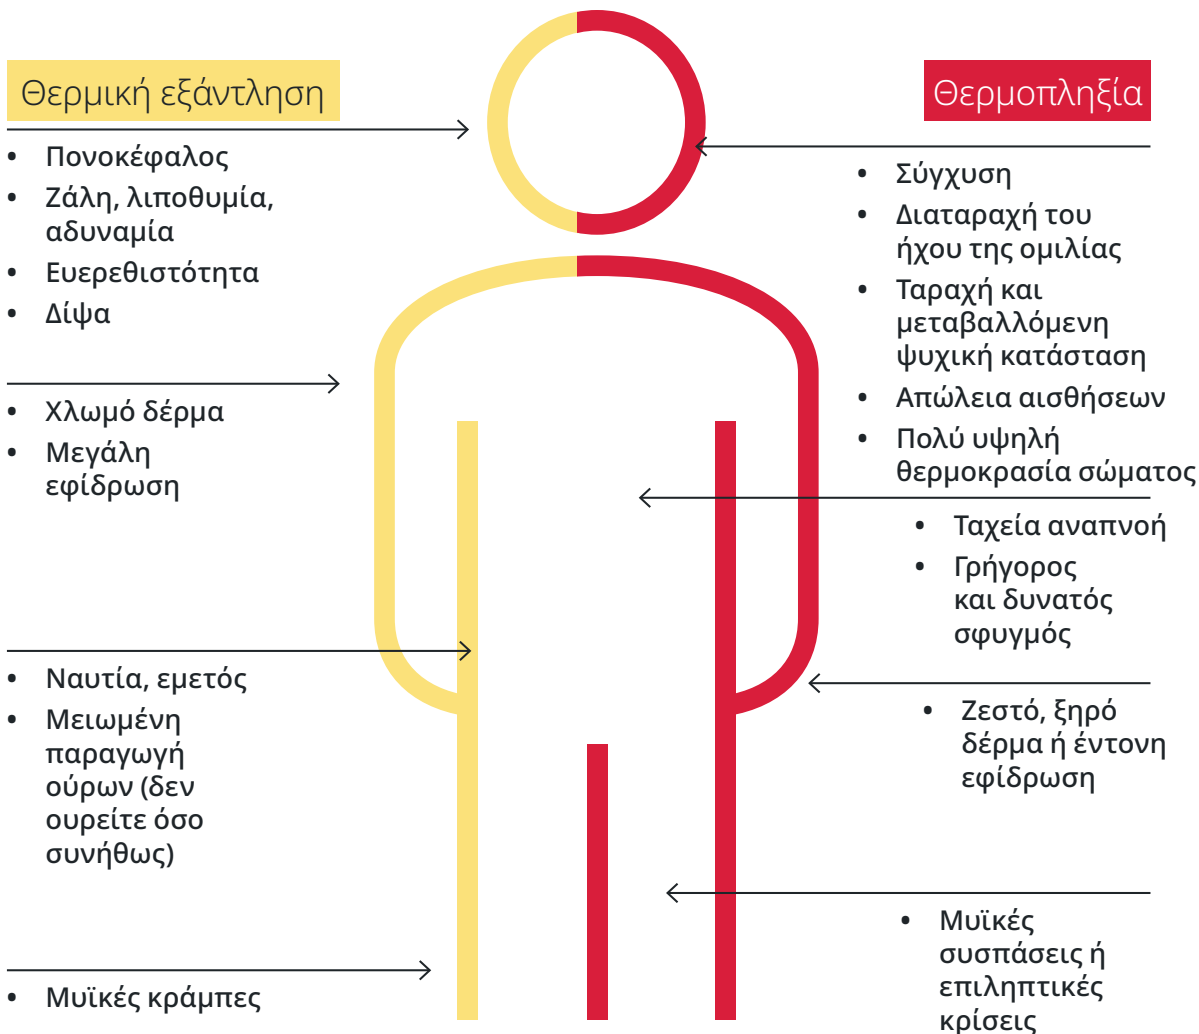 Θερμική εξάντληση
• Πονοκέφαλος
• Ζάλη, λιποθυμία,
αδυναμία
• Ευερεθιστότητα
• Δίψα
• Χλωμό δέρμα
• Μεγάλη
εφίδρωση
• Ναυτία, εμετός
• Μειωμένη
παραγωγή
ούρων (δεν
ουρείτε όσο
συνήθως)
• Μυϊκές κράμπες
Θερμοπληξία
• Σύγχυση
• Διαταραχή του
ήχου της ομιλίας
• Ταραχή και
μεταβαλλόμενη
ψυχική κατάσταση
• Απώλεια αισθήσεων
• Πολύ υψηλή
θερμοκρασία σώματος
• Ταχεία αναπνοή
• Γρήγορος
και δυνατός
σφυγμός
• Ζεστό, ξηρό
δέρμα ή έντονη
εφίδρωση
• Μυϊκές
συσπάσεις ή
επιληπτικές
κρίσεις